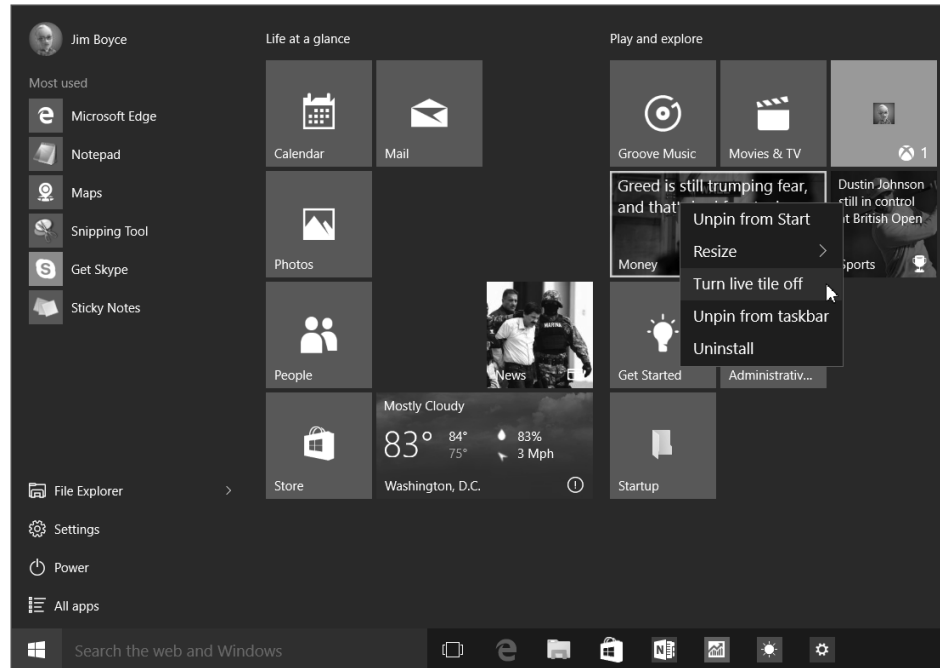 Jim Boyce
Most used
Microsoft Edge
Notepad
Maps
Snipping Tool
Get Skype
Sticky Notes
File Explorer
Settings
Power
All apps
Life at a glance
Calendar
Mail
Photos
People
News
Store
Mostly Cloudy
83° 84° 83%
75° 3 Mph
Washington, D.C.
Play and explore
Groove Music
Movies & TV
1
Greed is still trumping fear,
and that'
Money
Dustin Johnson
still in control
at British Open
Sports
Unpin from Start
Resize
Turn live tile off
Unpin from taskbar
Uninstall
Get Started
Administrativ...
Startup
Search the web and Windows